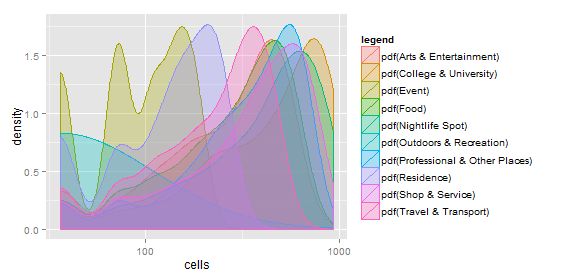 legend
pdf(Arts & Entertainment)
pdf(College & University)
pdf(Event)
pdf(Food)
pdf(Nightlife Spot)
pdf(Outdoors & Recreation)
pdf(Professional & Other Places)
pdf(Residence)
pdf(Shop & Service)
pdf(Travel & Transport)
density
1.5
1.0
0.5
0.0
100
1000
cells